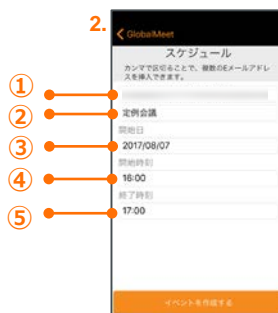 2.
GlobalMeet
スケジュール
カンマで区切ることで、複数のEメールアドレ
スを挿入できます。
①
② 定例会議
開始日
③ 2017/08/07
開始時刻
④ 16:00
終了時刻
⑤ 17:00
イベントを作成する